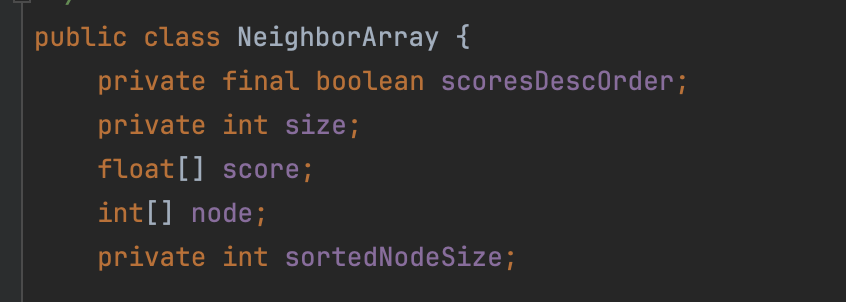 public class NeighborArray {
    private final boolean scoresDescOrder;
    private int size;
    float[] score;
    int[] node;
    private int sortedNodeSize;